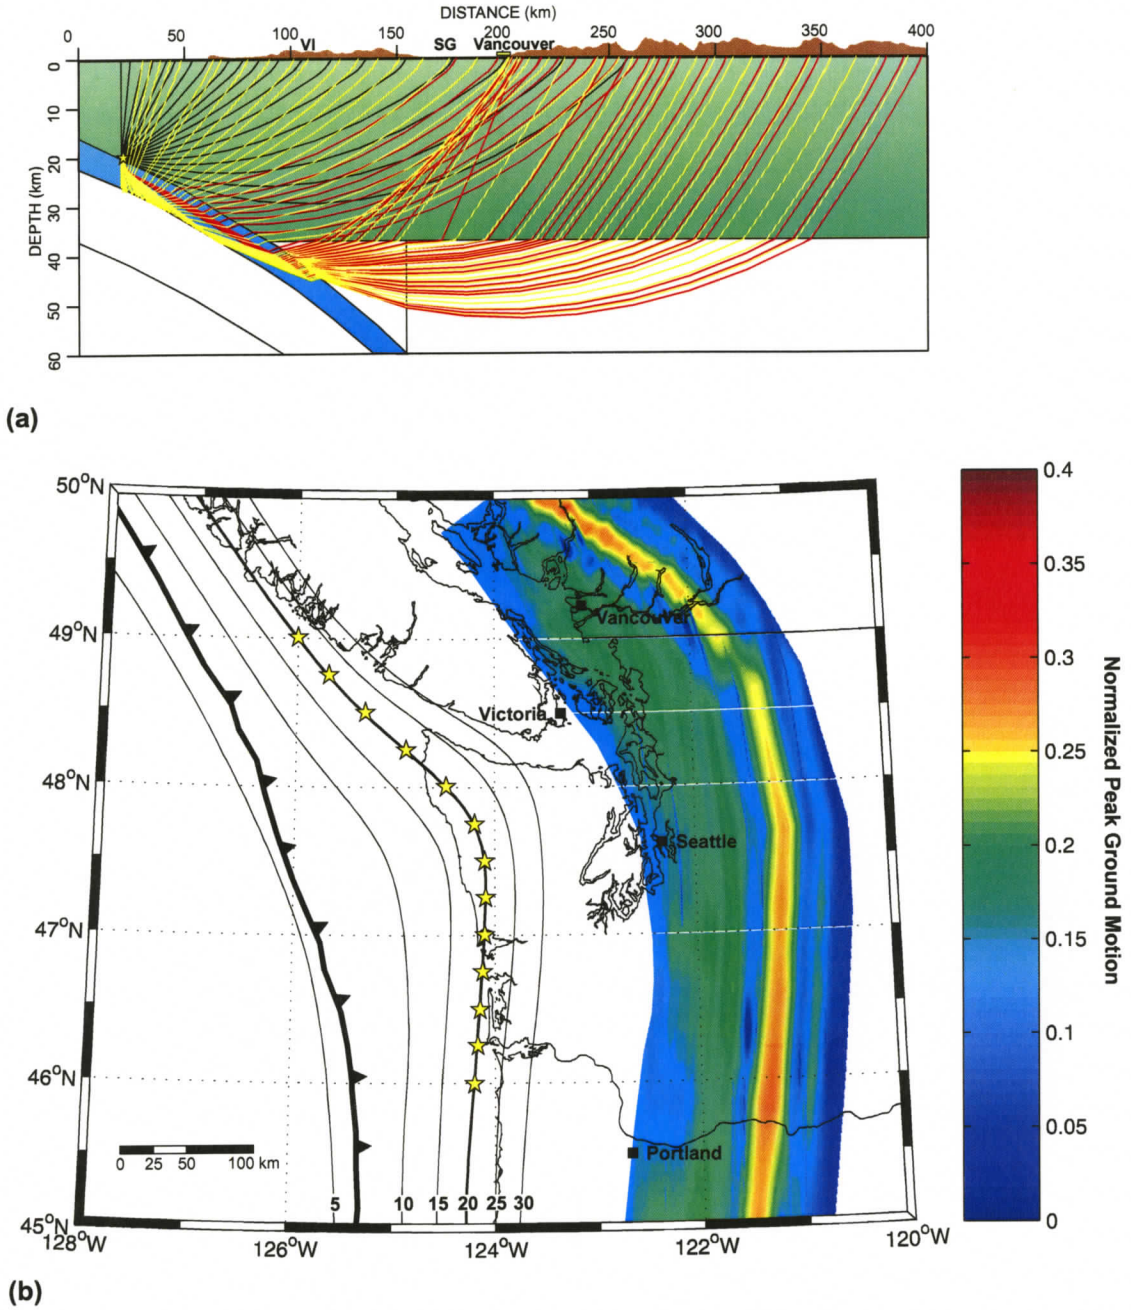 DISTANCE (km)
0 50 100 150 200 250 300 350 400
VI SG Vancouver
0
10
20
30
40
50
60
DEPTH (km)
(a)
50°N
49°N
48°N
47°N
46°N
45°N
Vancouver
Victoria
Seattle
Portland
0 25 50 100 km
5 10 15 20 25 30
128°W 126°W 124°W 122°W 120°W
0.4
0.35
0.3
0.25
0.2
0.15
0.1
0.05
0
Normalized Peak Ground Motion
(b)